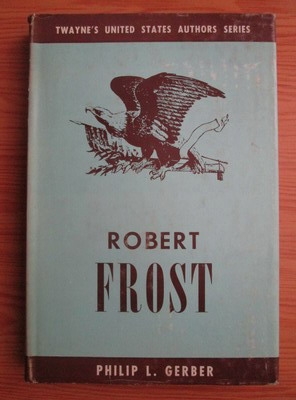 TWAYNE'S UNITED STATES AUTHORS SERIES
ROBERT
FROST
PHILIP L. GERBER